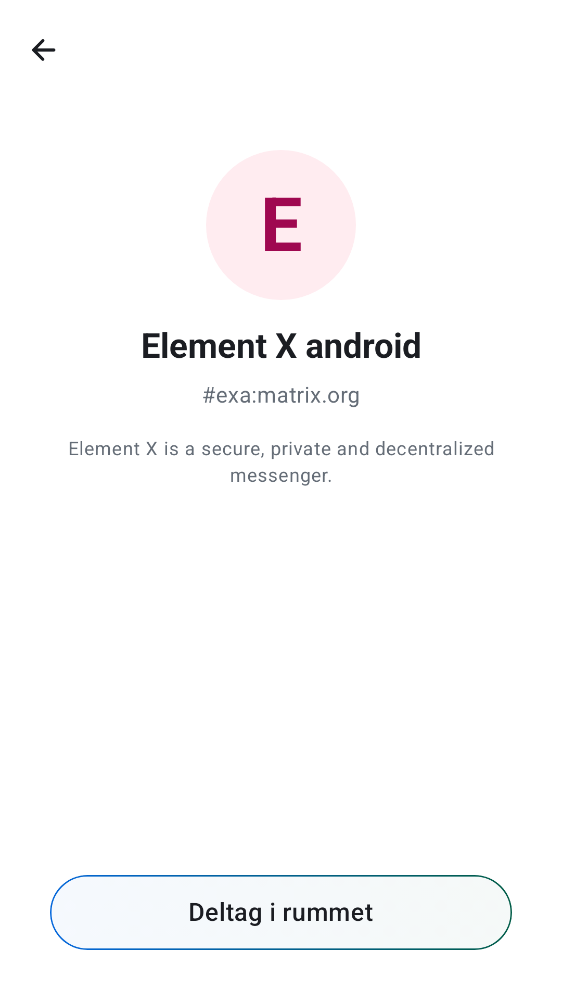 E
Element X android
#exa:matrix.org
Element X is a secure, private and decentralized
messenger.
Deltag i rummet